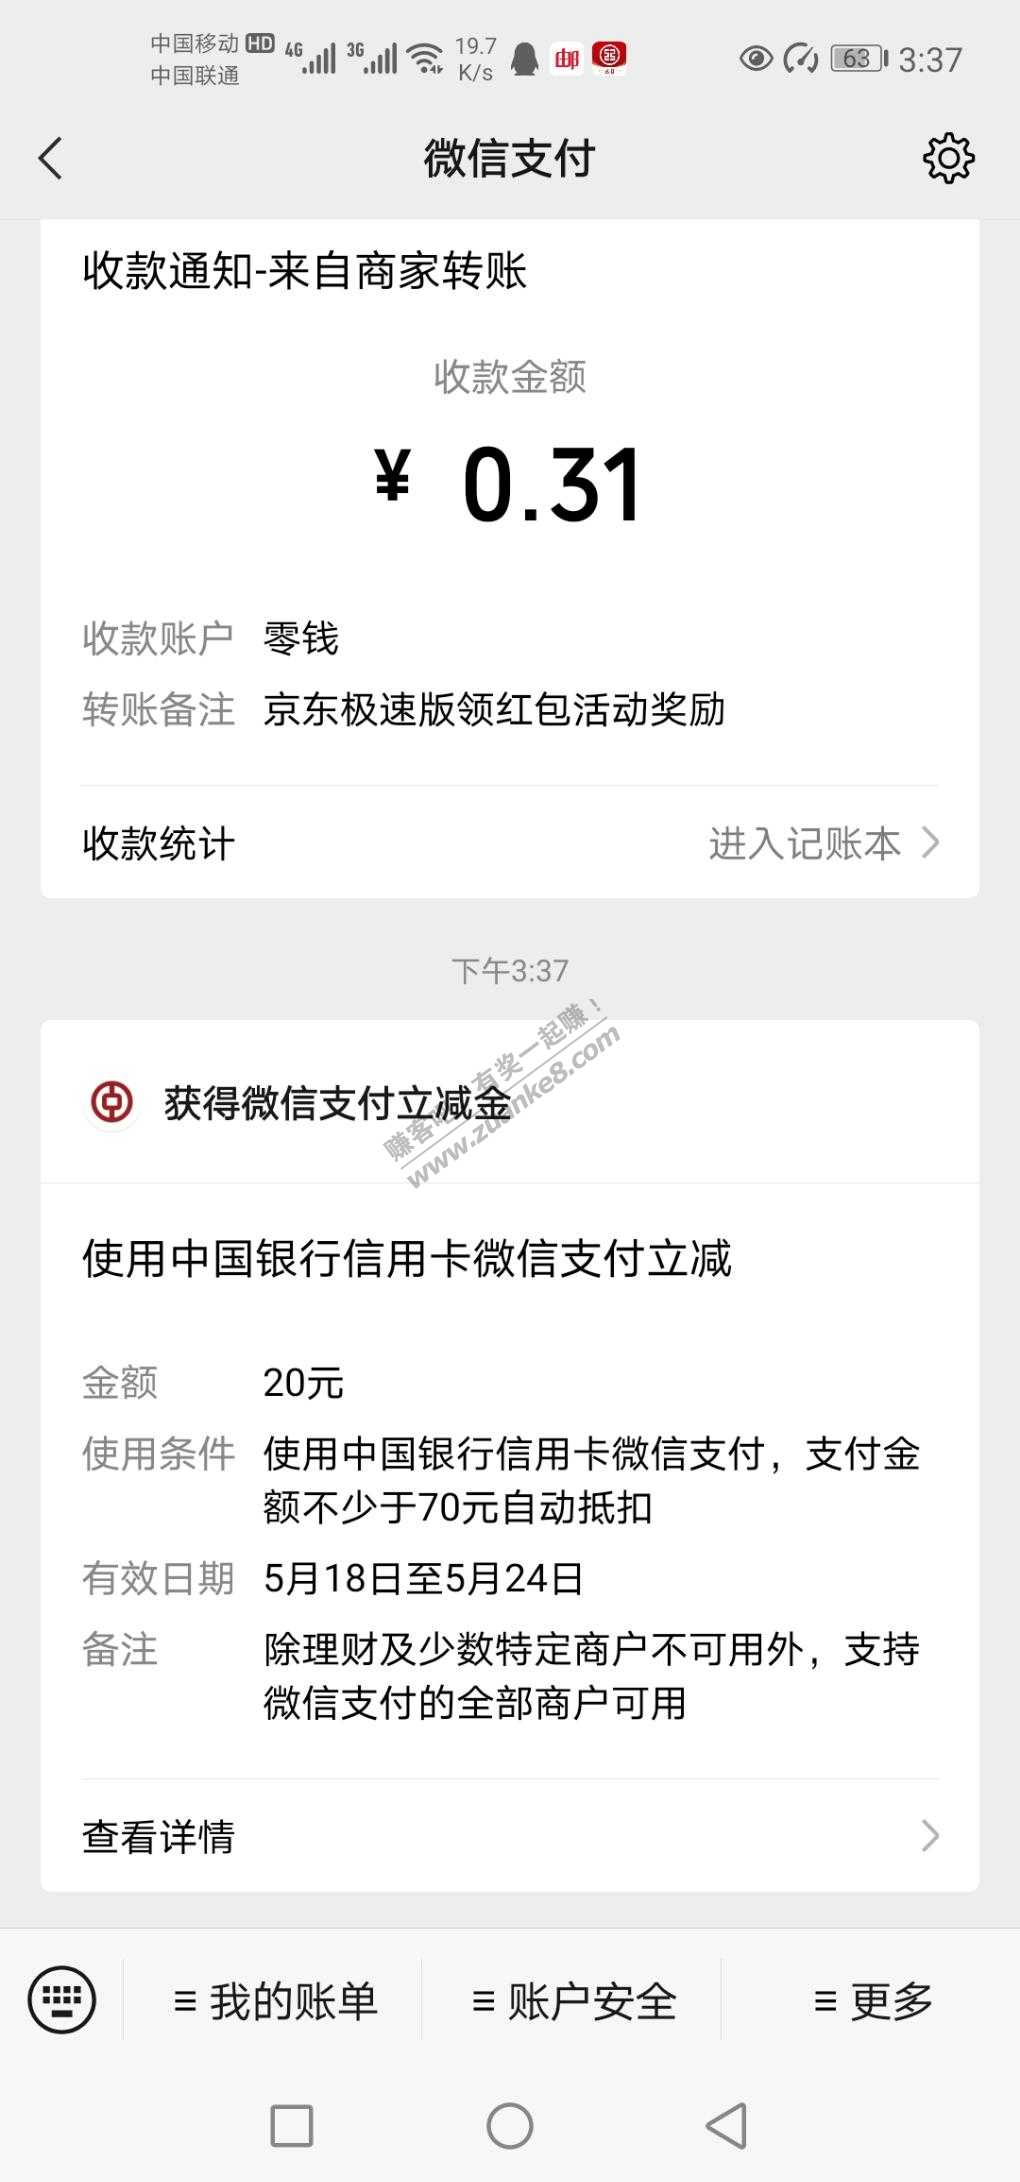 中国移动 HD 4G 3G 19.7 63 3:37
中国联通 K/s
微信支付
收款通知-来自商家转账
收款金额
¥ 0.31
收款账户 零钱
转账备注 京东极速版领红包活动奖励
收款统计 进入记账本
下午3:37
获得微信支付立减金
赚客吧，有奖一起赚！
www.zuanke8.com
使用中国银行信用卡微信支付立减
金额 20元
使用条件 使用中国银行信用卡微信支付，支付金
额不少于70元自动抵扣
有效日期 5月18日至5月24日
备注 除理财及少数特定商户不可用外，支持
微信支付的全部商户可用
查看详情
我的账单 账户安全 更多